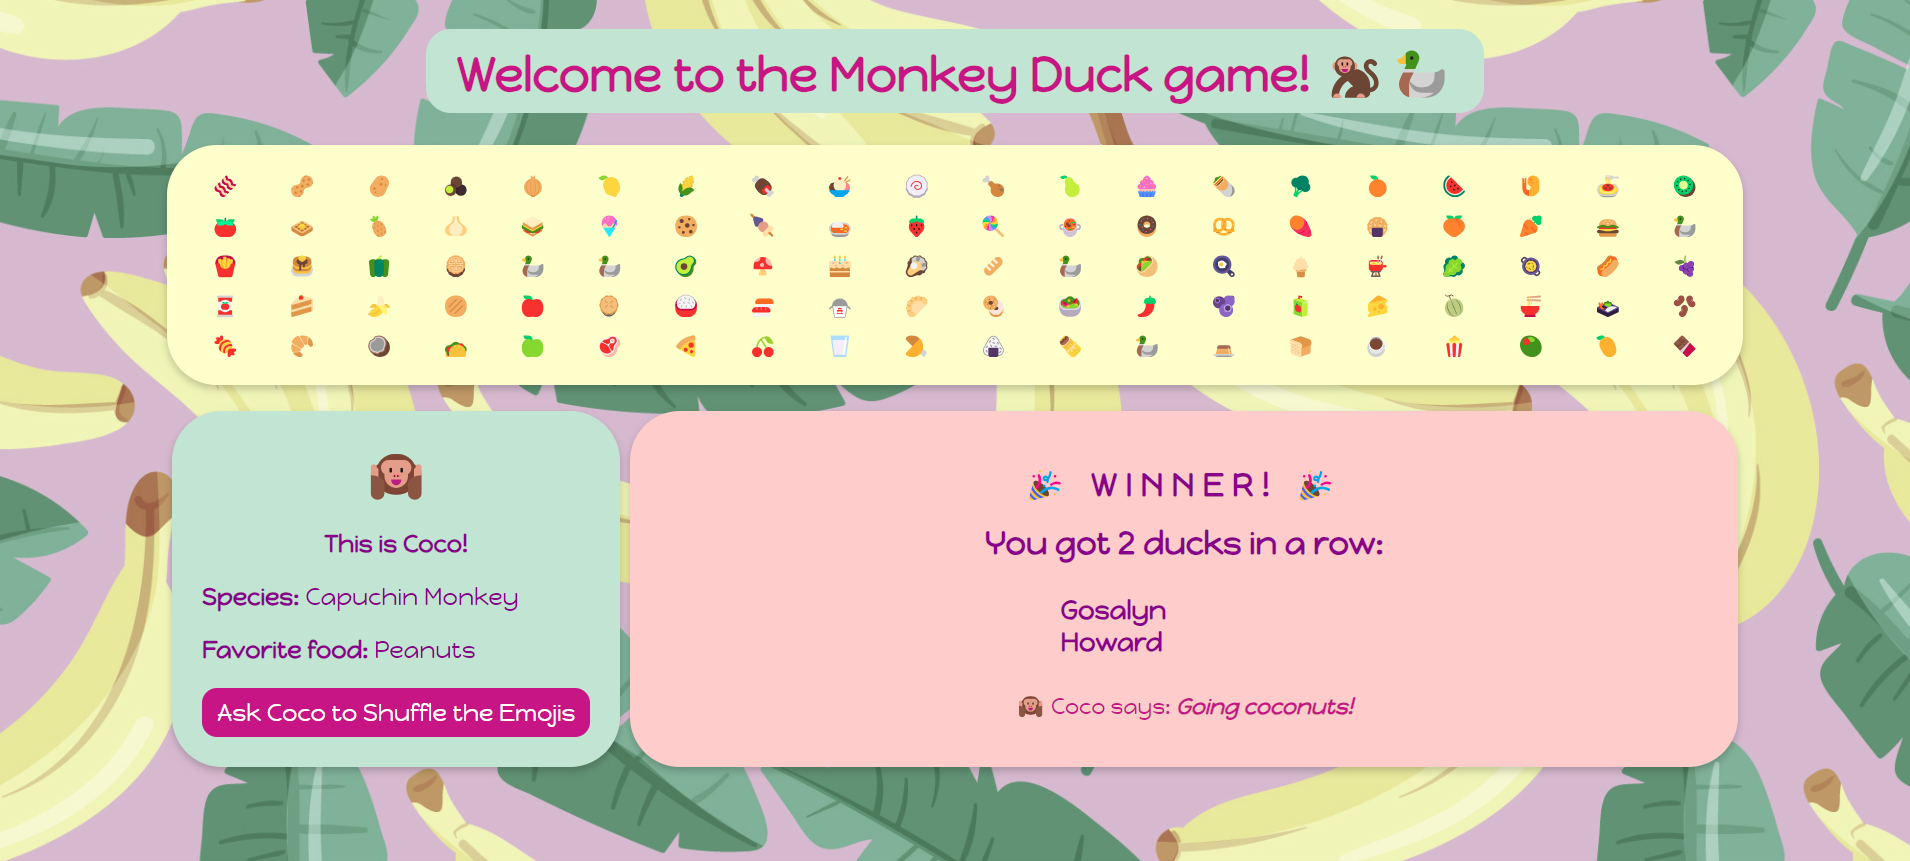 Welcome to the Monkey Duck game! 🐒 🦆
This is Coco!
Species: Capuchin Monkey
Favorite food: Peanuts
Ask Coco to Shuffle the Emojis
🎉 WINNER! 🎉
You got 2 ducks in a row:
Gosalyn
Howard
🙉 Coco says: Going coconuts!